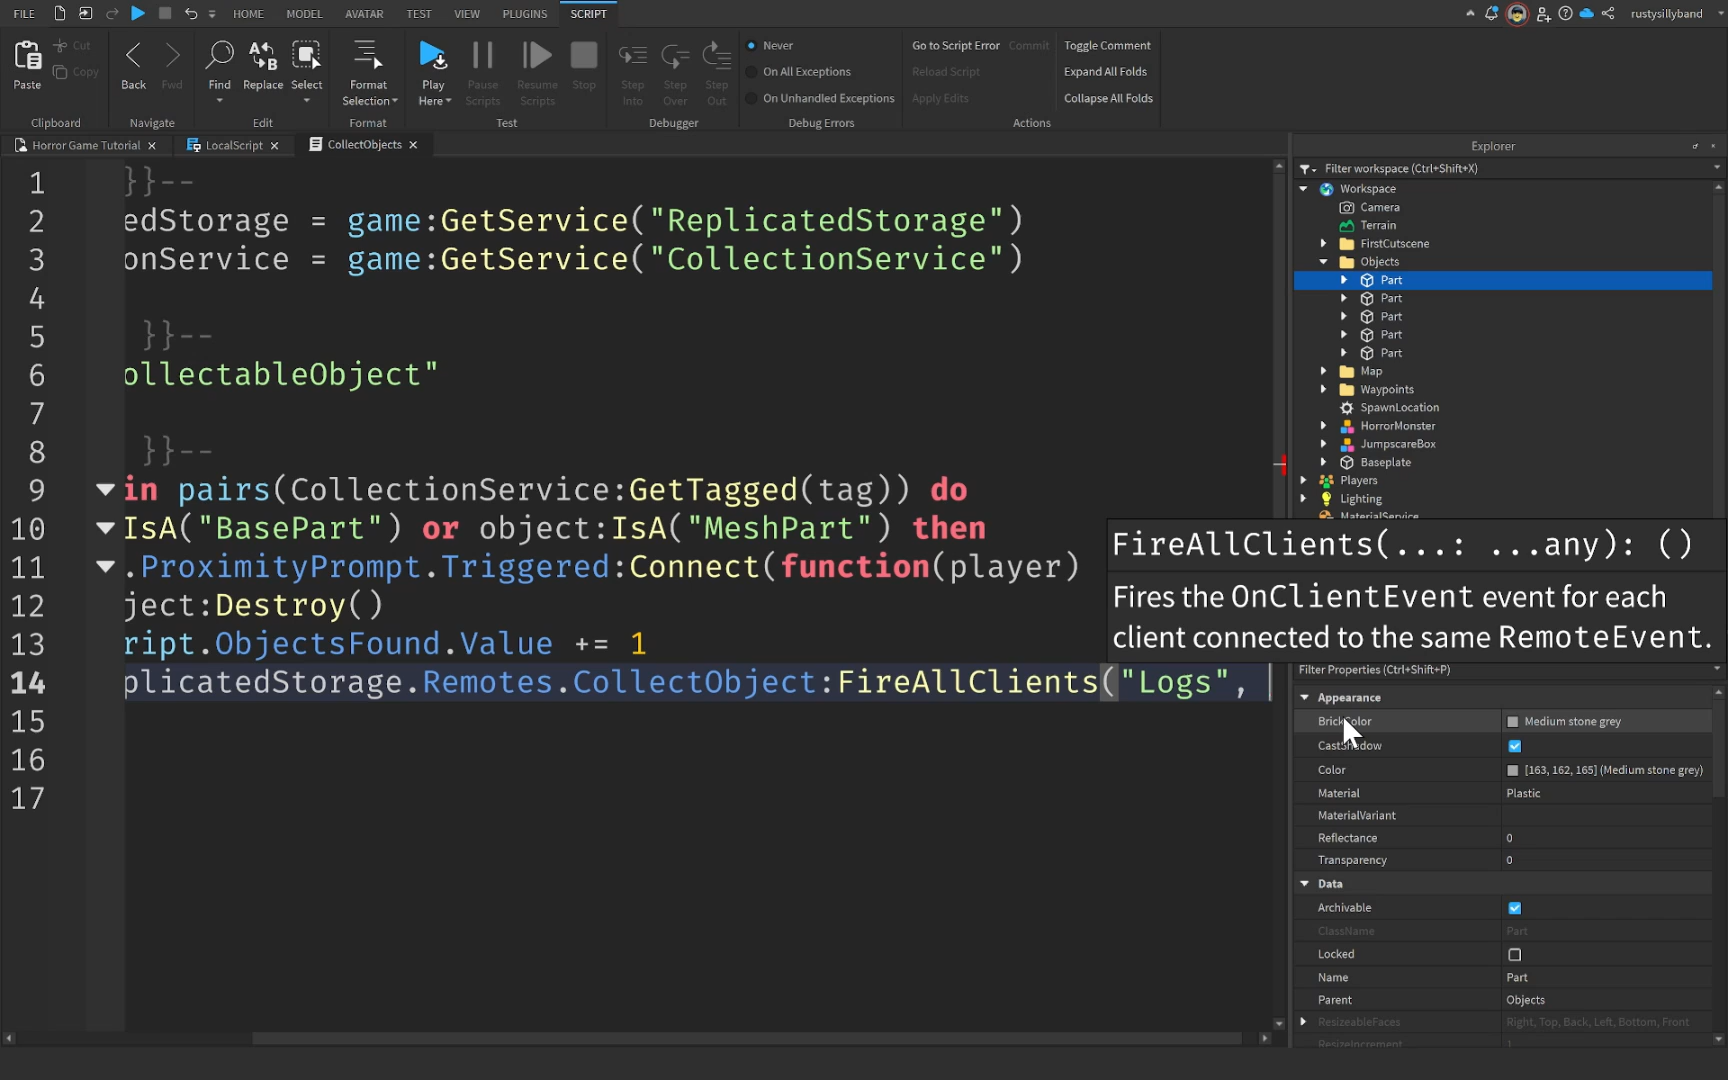 FILE HOME MODEL AVATAR TEST VIEW PLUGINS SCRIPT rustysillyband
Paste Cut Copy
Clipboard
Back Fwd
Navigate
Find Replace Select
Edit
Format Selection
Format
Play Here Pause Scripts Resume Scripts Stop
Test
Step Into Step Over Step Out
Debugger
Never
On All Exceptions
On Unhandled Exceptions
Debug Errors
Go to Script Error Commit Toggle Comment
Reload Script Expand All Folds
Apply Edits Collapse All Folds
Actions
Horror Game Tutorial LocalScript CollectObjects
1 }}--
2 edStorage = game:GetService("ReplicatedStorage")
3 onService = game:GetService("CollectionService")
4
5 }}--
6 ollectableObject"
7
8 }}--
9 in pairs(CollectionService:GetTagged(tag)) do
10 IsA("BasePart") or object:IsA("MeshPart") then
11 .ProximityPrompt.Triggered:Connect(function(player)
12 ject:Destroy()
13 ript.ObjectsFound.Value += 1
14 plicatedStorage.Remotes.CollectObject:FireAllClients("Logs",
15
16
17
Explorer
Filter workspace (Ctrl+Shift+X)
Workspace
Camera
Terrain
FirstCutscene
Objects
Part
Part
Part
Part
Part
Map
Waypoints
SpawnLocation
HorrorMonster
JumpscareBox
Baseplate
Players
Lighting
MaterialService
FireAllClients(...: ...any): ()
Fires the OnClientEvent event for each
client connected to the same RemoteEvent.
Filter Properties (Ctrl+Shift+P)
Appearance
BrickColor Medium stone grey
CastShadow
Color [163, 162, 165] (Medium stone grey)
Material Plastic
MaterialVariant
Reflectance 0
Transparency 0
Data
Archivable
ClassName Part
Locked
Name Part
Parent Objects
ResizeableFaces Right, Top, Back, Left, Bottom, Front
ResizeIncrement 1